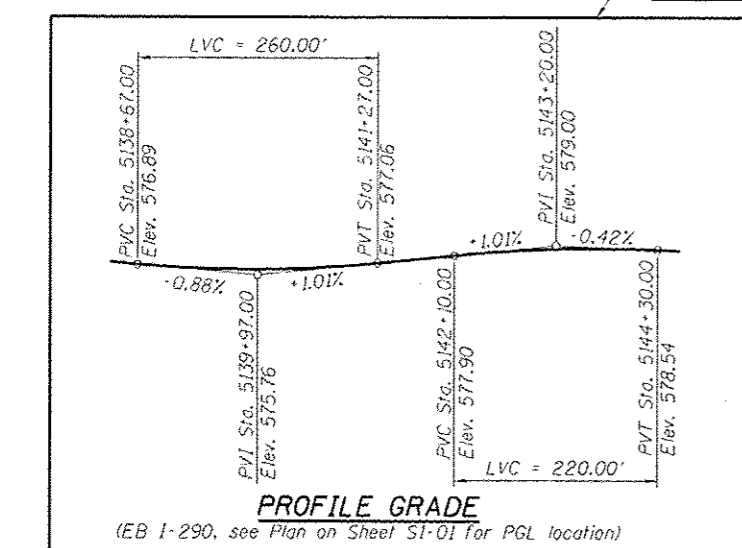 LVC = 260.00'
PVC Sta. 5138+67.00
Elev. 576.89
PVT Sta. 5141+27.00
Elev. 577.06
PVI Sta. 5143+20.00
Elev. 579.00
-0.88%
+1.01%
+1.01%
-0.42%
PVI Sta. 5139+97.00
Elev. 575.76
PVC Sta. 5142+10.00
Elev. 577.90
PVT Sta. 5144+30.00
Elev. 578.54
LVC = 220.00'
PROFILE GRADE
(EB I-290, see Plan on Sheet S1-01 for PGL location)